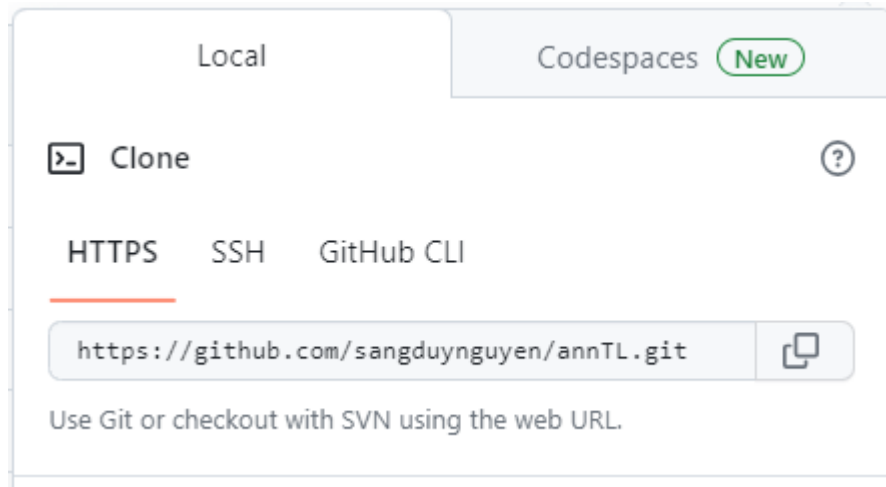 Local
Codespaces New
Clone
HTTPS SSH GitHub CLI
https://github.com/sangduynguyen/annTL.git
Use Git or checkout with SVN using the web URL.